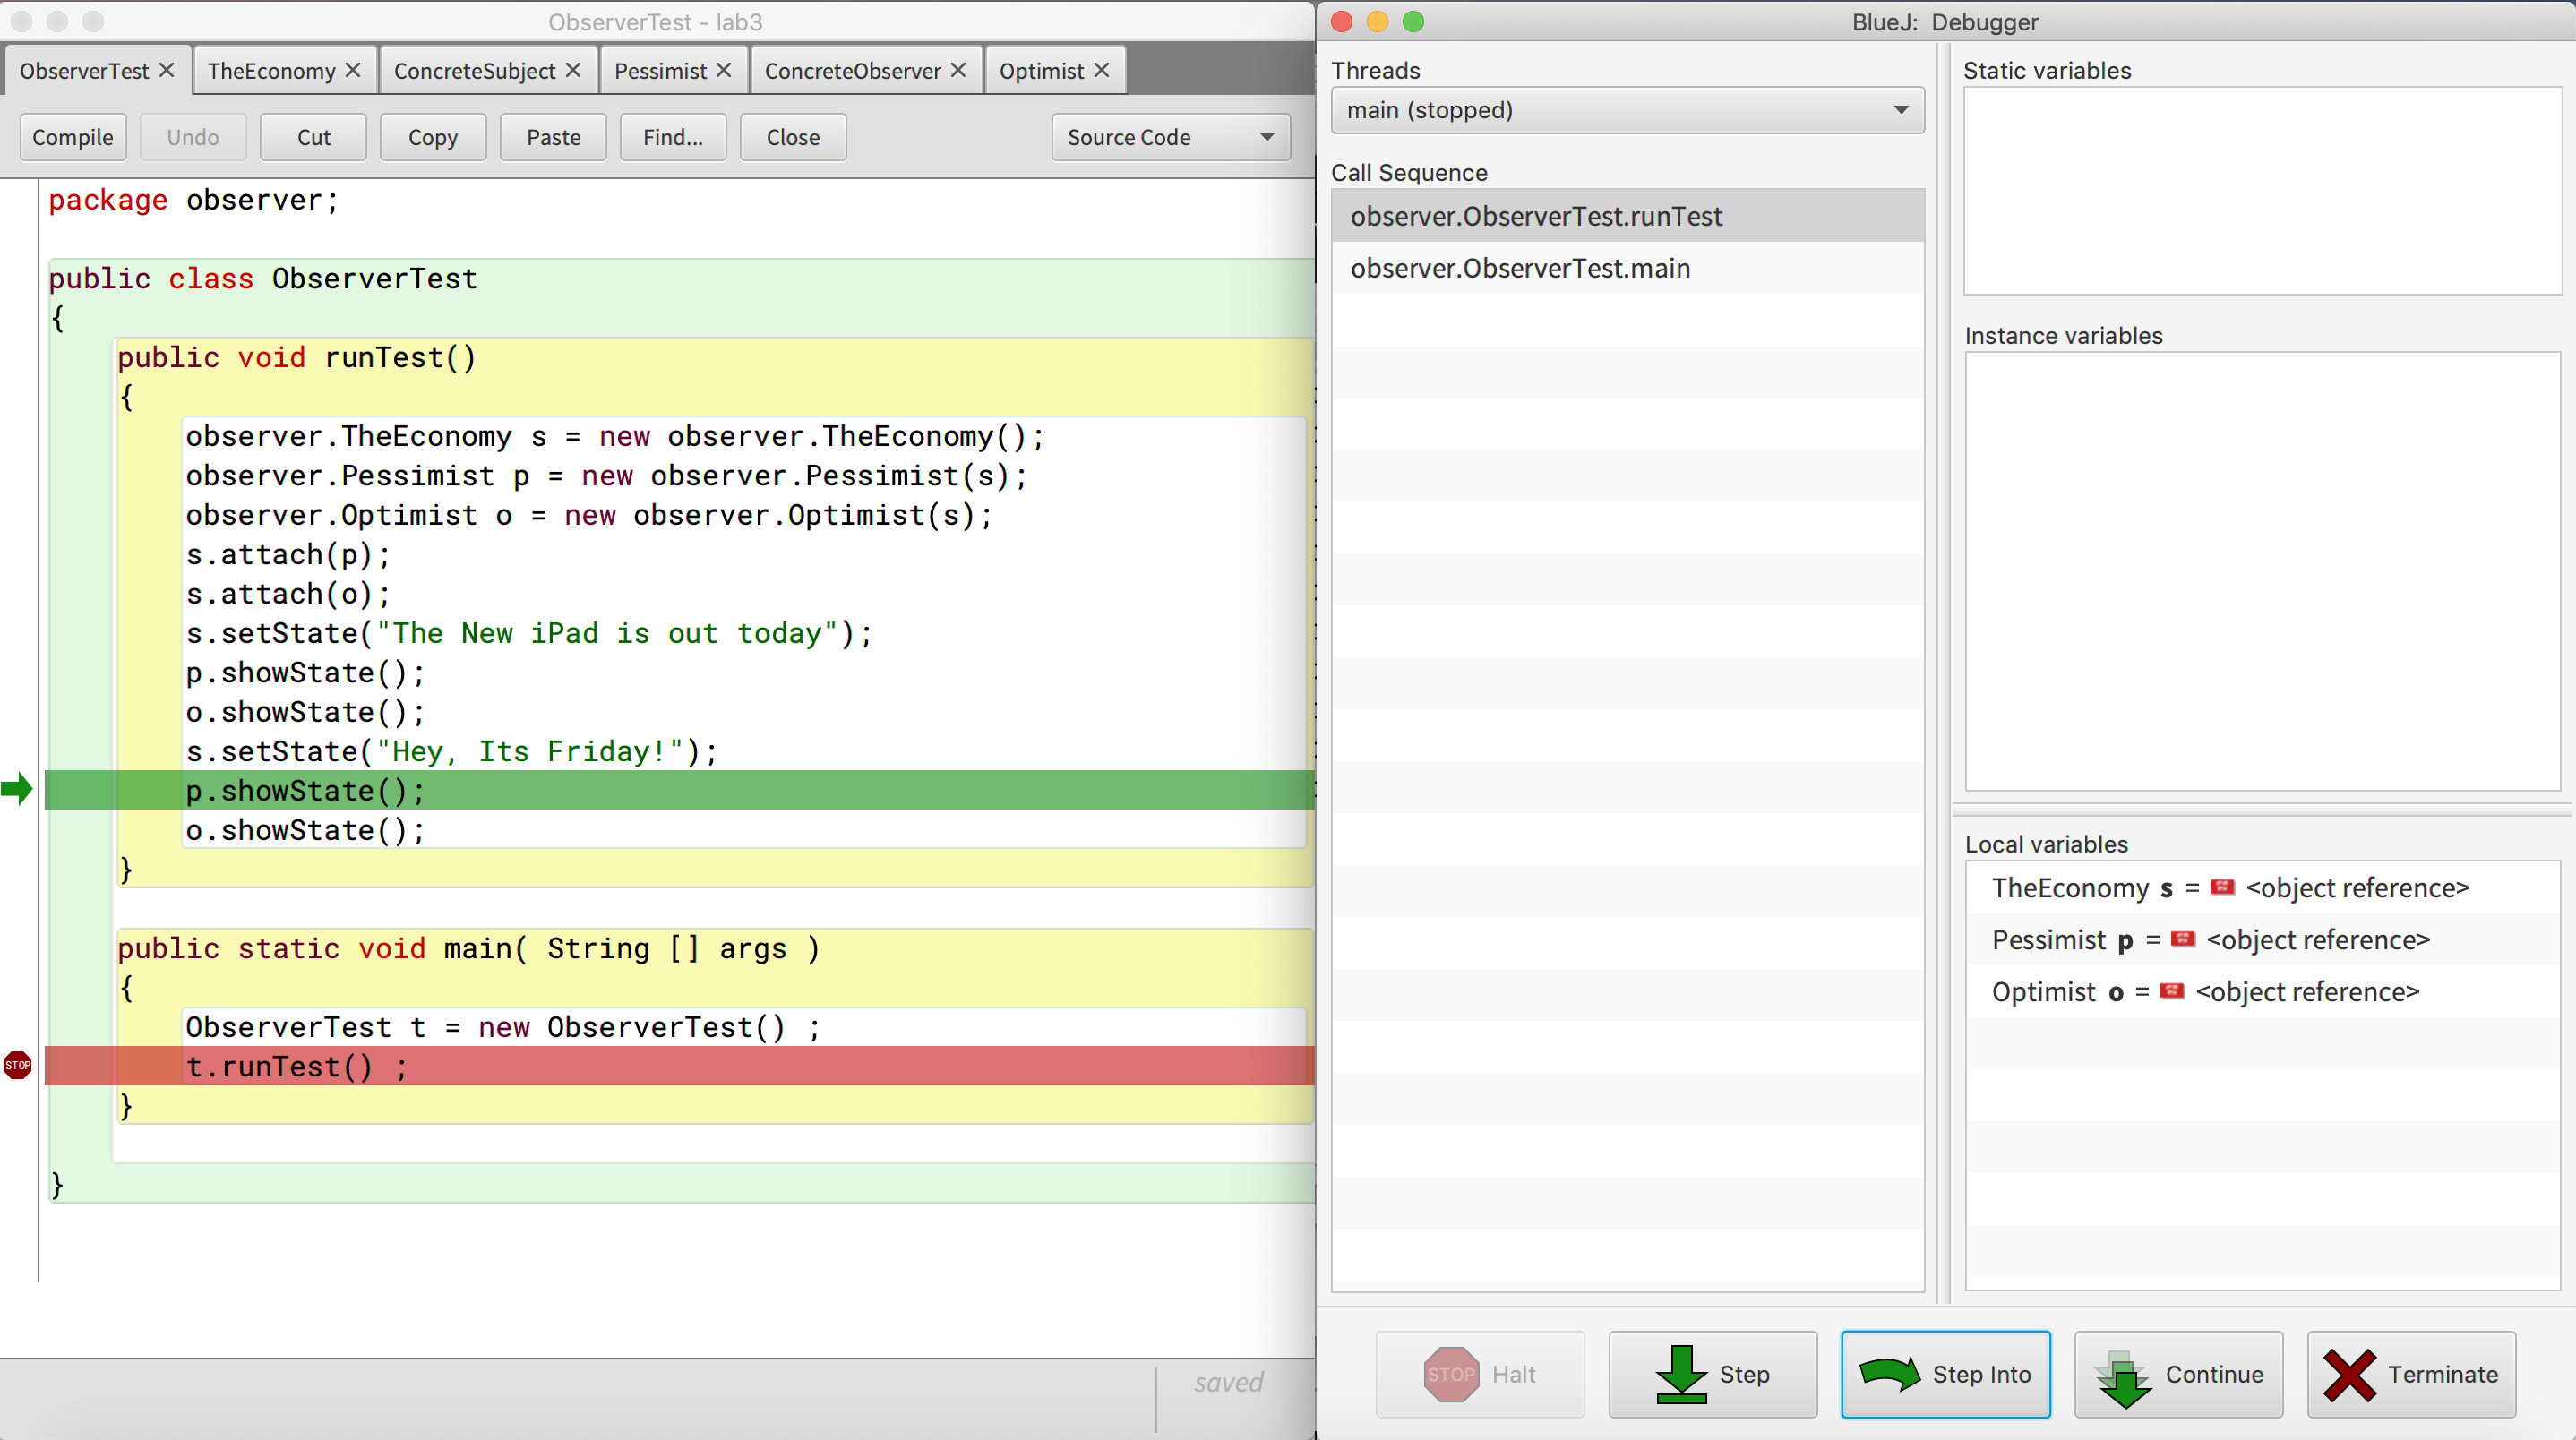 ObserverTest - lab3
ObserverTest TheEconomy ConcreteSubject Pessimist ConcreteObserver Optimist
Compile Undo Cut Copy Paste Find... Close Source Code
package observer;
public class ObserverTest
{
public void runTest()
{
observer.TheEconomy s = new observer.TheEconomy();
observer.Pessimist p = new observer.Pessimist(s);
observer.Optimist o = new observer.Optimist(s);
s.attach(p);
s.attach(o);
s.setState("The New iPad is out today");
p.showState();
o.showState();
s.setState("Hey, Its Friday!");
p.showState();
o.showState();
}
public static void main( String [] args )
{
ObserverTest t = new ObserverTest() ;
STOP t.runTest() ;
}
}
saved
BlueJ: Debugger
Threads
main (stopped)
Call Sequence
observer.ObserverTest.runTest
observer.ObserverTest.main
Static variables
Instance variables
Local variables
TheEconomy s = <object reference>
Pessimist p = <object reference>
Optimist o = <object reference>
STOP Halt Step Step Into Continue Terminate